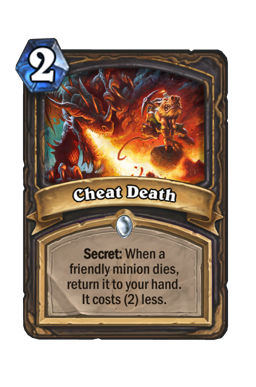 2
Cheat Death
Secret: When a
friendly minion dies,
return it to your hand.
It costs (2) less.